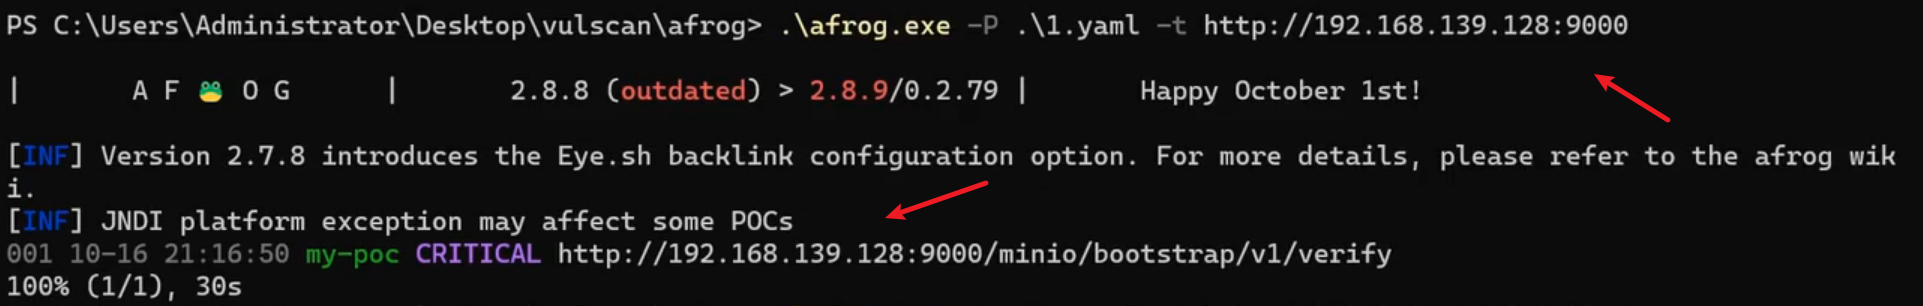 PS C:\Users\Administrator\Desktop\vulscan\afrog> .\afrog.exe -P .\1.yaml -t http://192.168.139.128:9000
| A F 🐸 O G | 2.8.8 (outdated) > 2.8.9/0.2.79 | Happy October 1st!
[INF] Version 2.7.8 introduces the Eye.sh backlink configuration option. For more details, please refer to the afrog wik
i.
[INF] JNDI platform exception may affect some POCs
001 10-16 21:16:50 my-poc CRITICAL http://192.168.139.128:9000/minio/bootstrap/v1/verify
100% (1/1), 30s